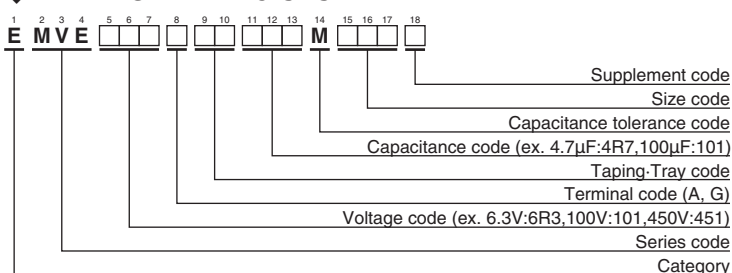 1 2 3 4 5 6 7 8 9 10 11 12 13 14 15 16 17 18
E MVE M
Supplement code
Size code
Capacitance tolerance code
Capacitance code (ex. 4.7μF:4R7,100μF:101)
Taping·Tray code
Terminal code (A, G)
Voltage code (ex. 6.3V:6R3,100V:101,450V:451)
Series code
Category